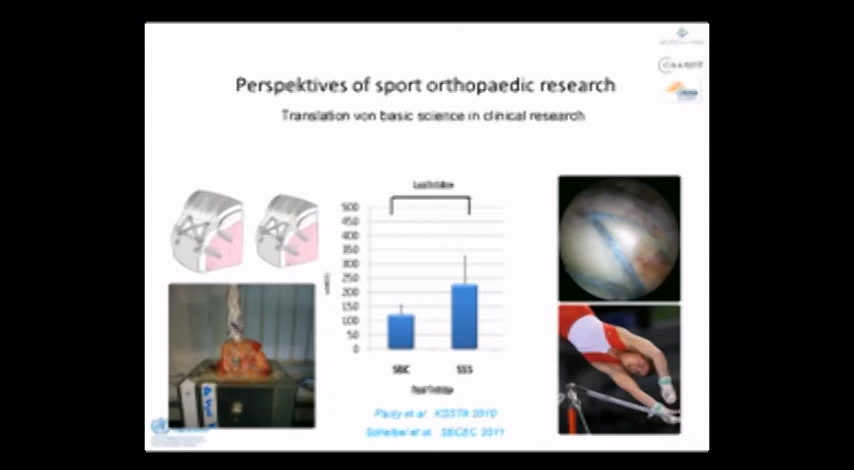 Perspektives of sport orthopaedic research
Translation von basic science in clinical research
500
450
400
350
300
250
200
150
100
50
0
SBC SSS
Pauly et al KSSTA 2010
Scheibel et al. SECEC 2011